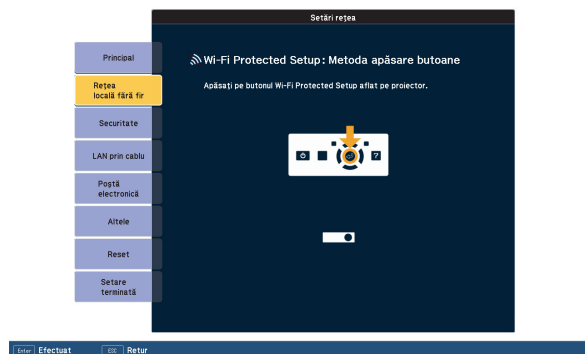 Setări rețea
Principal
Rețea
locală fără fir
Securitate
LAN prin cablu
Poștă
electronică
Altele
Reset
Setare
terminată
Wi-Fi Protected Setup: Metoda apăsare butoane
Apăsați pe butonul Wi-Fi Protected Setup aflat pe proiector.
?
Enter Efectuat ESC Retur